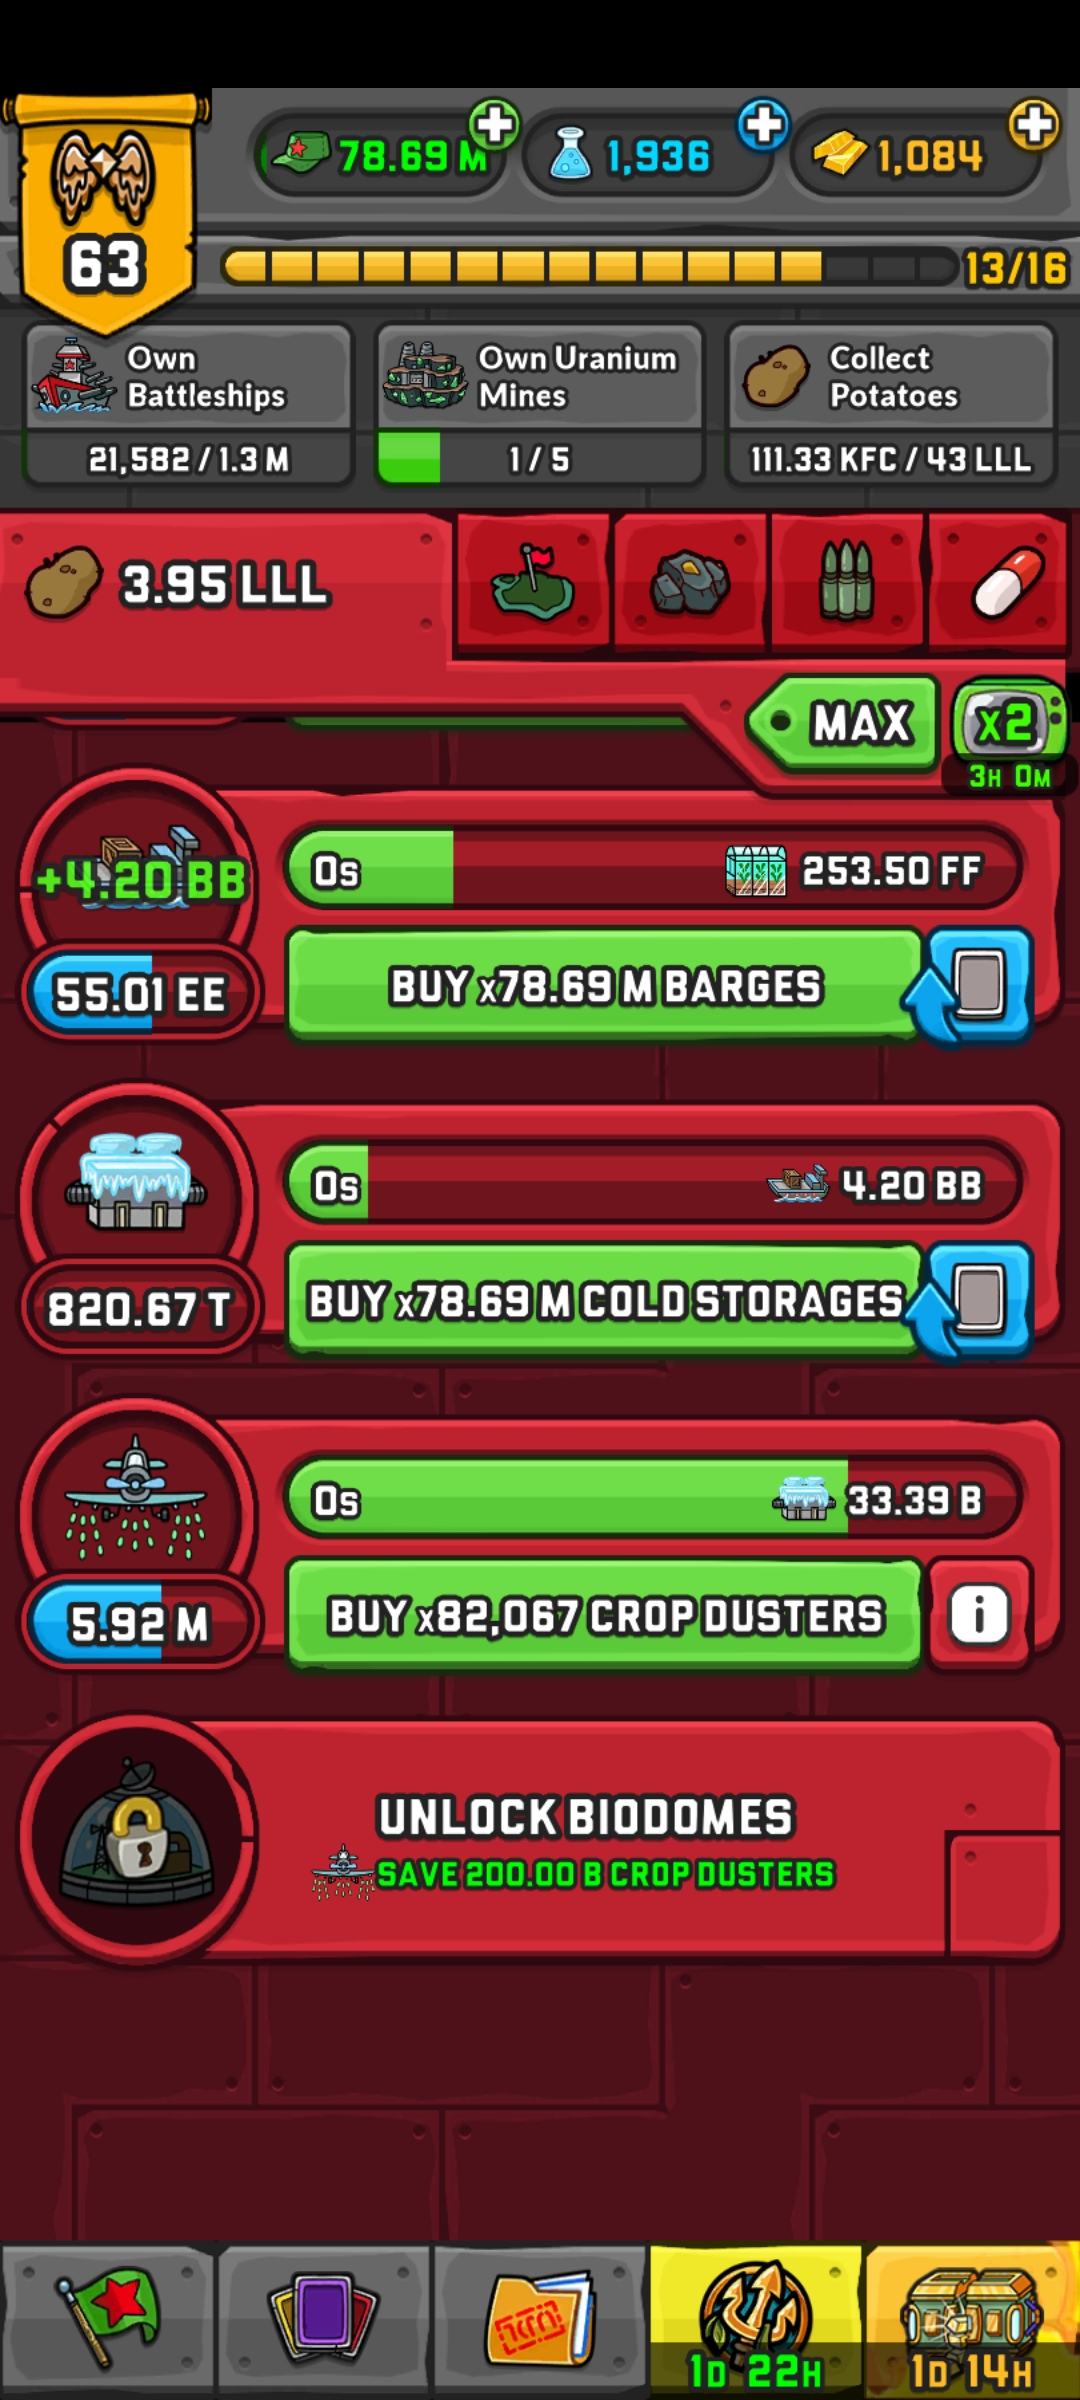 78.69 M
1,936
1,084
63
13/16
Own
Battleships
21,582 / 1.3 M
Own Uranium
Mines
1 / 5
Collect
Potatoes
111.33 KFC / 43 LLL
3.95 LLL
MAX
x2
3H 0M
+4.20 BB
0s
253.50 FF
55.01 EE
BUY x78.69 M BARGES
0s
4.20 BB
820.67 T
BUY x78.69 M COLD STORAGES
0s
33.39 B
5.92 M
BUY x82,067 CROP DUSTERS
i
UNLOCK BIODOMES
SAVE 200.00 B CROP DUSTERS
1D 22H
1D 14H